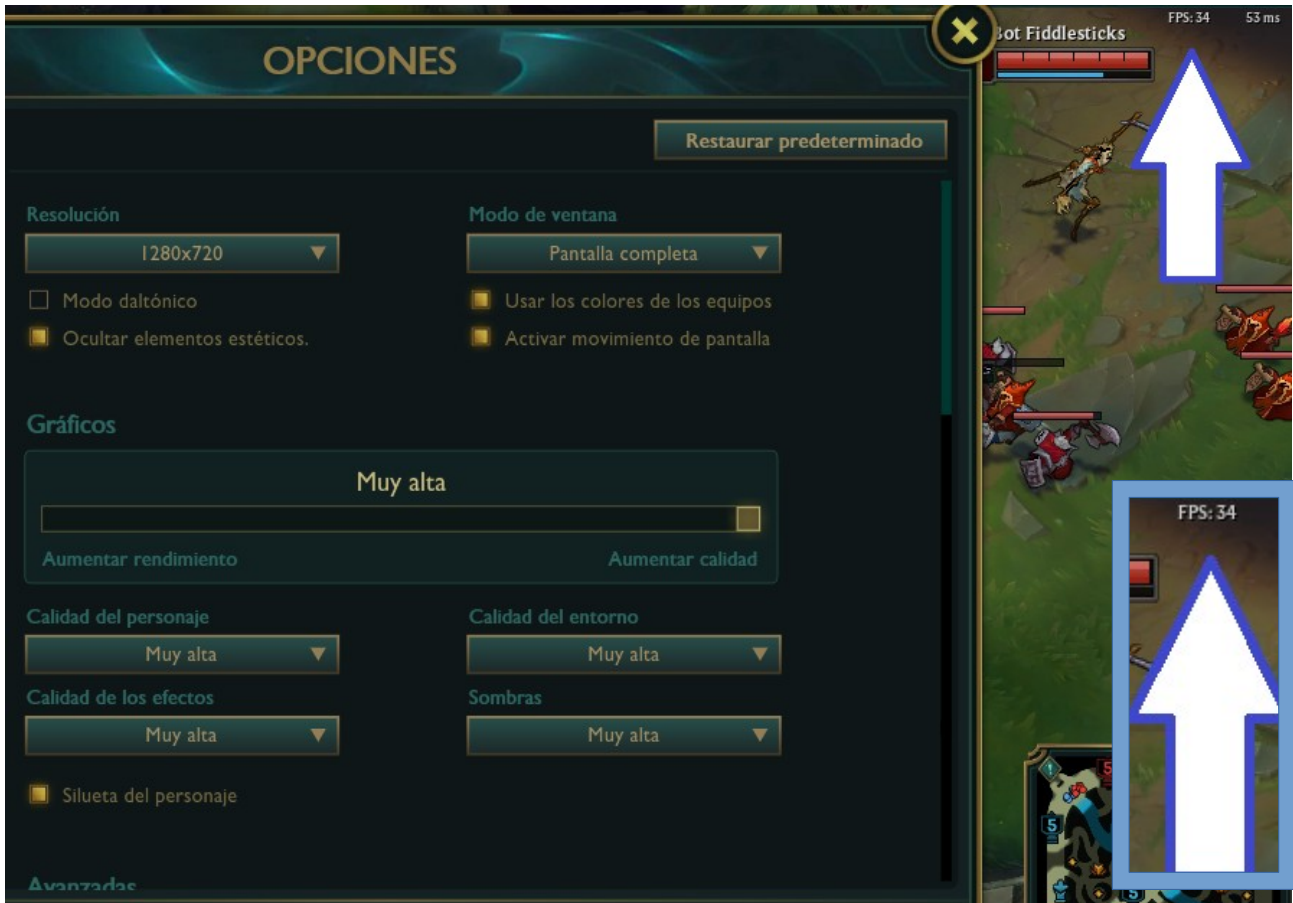 OPCIONES
FPS: 34 53 ms
Bot Fiddlesticks
Restaurar predeterminado
Resolución Modo de ventana
1280x720 Pantalla completa
Modo daltónico Usar los colores de los equipos
Ocultar elementos estéticos. Activar movimiento de pantalla
Gráficos
Muy alta
FPS: 34
Aumentar rendimiento Aumentar calidad
Calidad del personaje Calidad del entorno
Muy alta Muy alta
Calidad de los efectos Sombras
Muy alta Muy alta
Silueta del personaje
5
5
5
Avanzadas